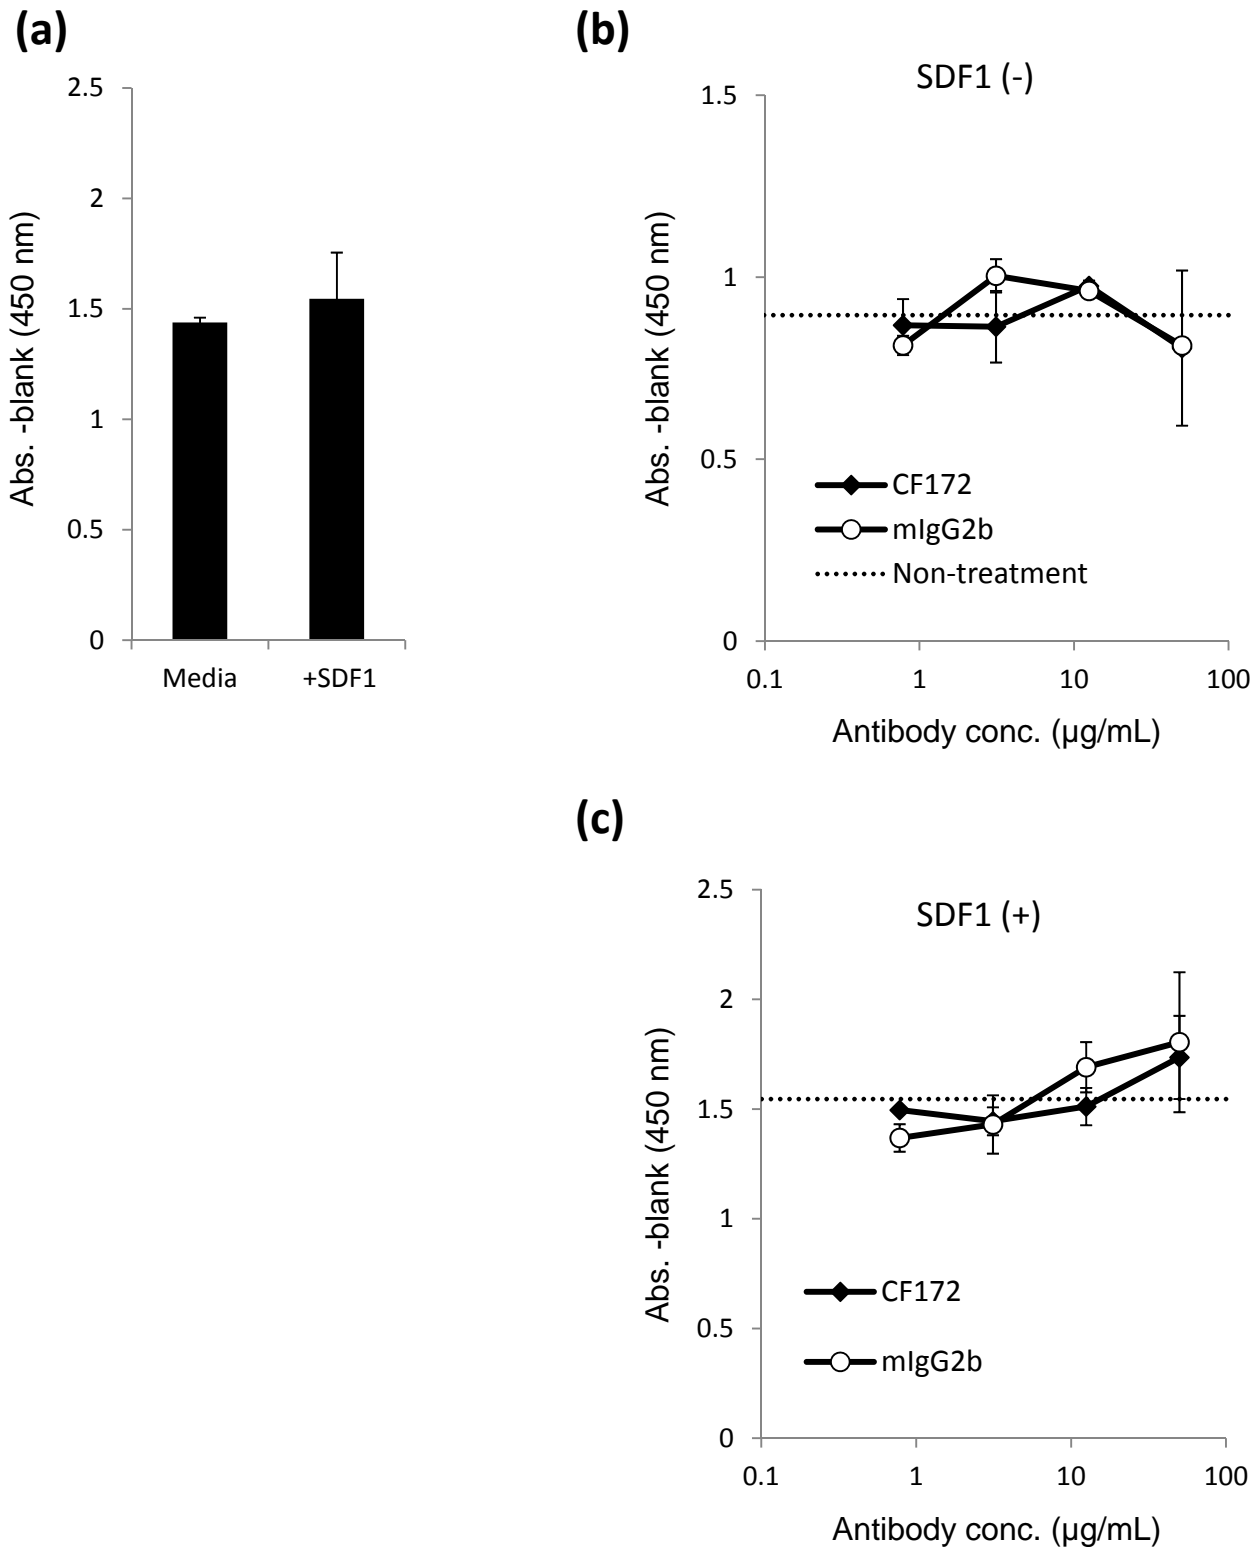 (a)
2.5
2
1.5
1
0.5
0
Abs. -blank (450 nm)
Media
+SDF1
(b)
SDF1 (-)
1.5
1
0.5
0
Abs. -blank (450 nm)
CF172
mIgG2b
Non-treatment
0.1
1
10
100
Antibody conc. (µg/mL)
(c)
SDF1 (+)
2.5
2
1.5
1
0.5
0
Abs. -blank (450 nm)
CF172
mIgG2b
0.1
1
10
100
Antibody conc. (µg/mL)